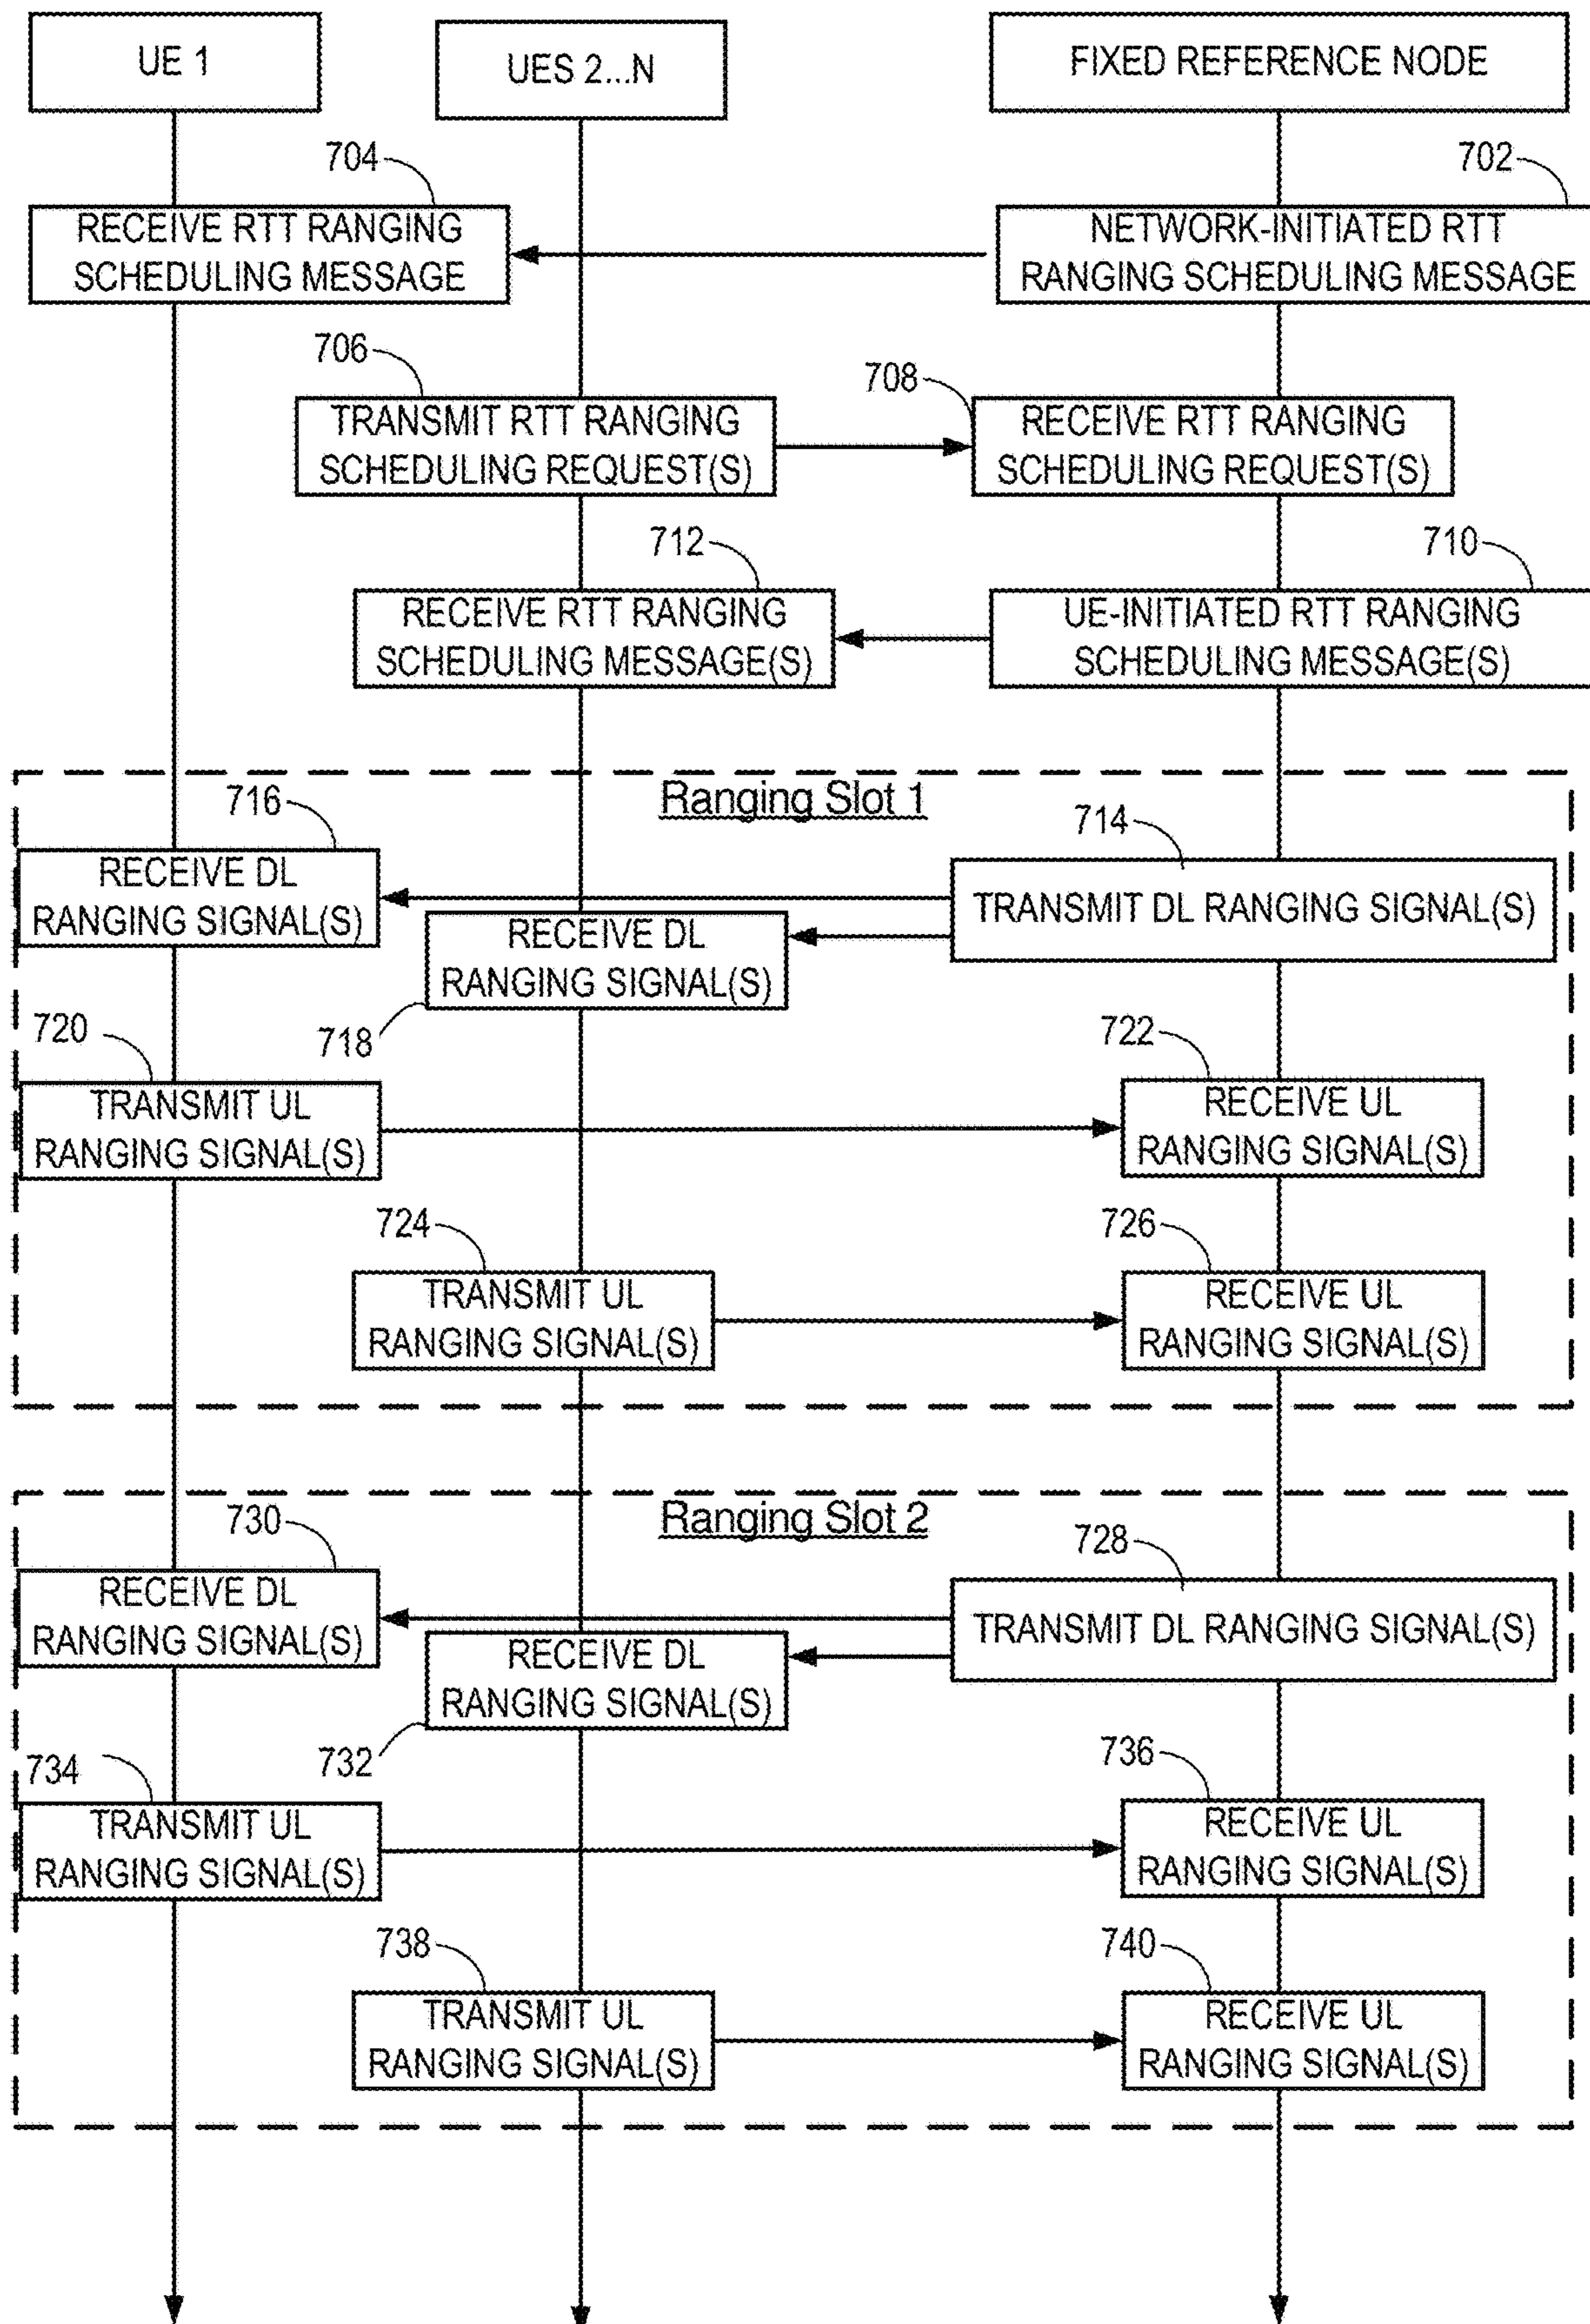 UE 1
UES 2...N
FIXED REFERENCE NODE
704
702
RECEIVE RTT RANGING
SCHEDULING MESSAGE
NETWORK-INITIATED RTT
RANGING SCHEDULING MESSAGE
706
708
TRANSMIT RTT RANGING
SCHEDULING REQUEST(S)
RECEIVE RTT RANGING
SCHEDULING REQUEST(S)
712
710
RECEIVE RTT RANGING
SCHEDULING MESSAGE(S)
UE-INITIATED RTT RANGING
SCHEDULING MESSAGE(S)
Ranging Slot 1
716
714
RECEIVE DL
RANGING SIGNAL(S)
TRANSMIT DL RANGING SIGNAL(S)
RECEIVE DL
RANGING SIGNAL(S)
718
720
722
TRANSMIT UL
RANGING SIGNAL(S)
RECEIVE UL
RANGING SIGNAL(S)
724
726
TRANSMIT UL
RANGING SIGNAL(S)
RECEIVE UL
RANGING SIGNAL(S)
Ranging Slot 2
730
728
RECEIVE DL
RANGING SIGNAL(S)
TRANSMIT DL RANGING SIGNAL(S)
RECEIVE DL
RANGING SIGNAL(S)
732
734
736
TRANSMIT UL
RANGING SIGNAL(S)
RECEIVE UL
RANGING SIGNAL(S)
738
740
TRANSMIT UL
RANGING SIGNAL(S)
RECEIVE UL
RANGING SIGNAL(S)